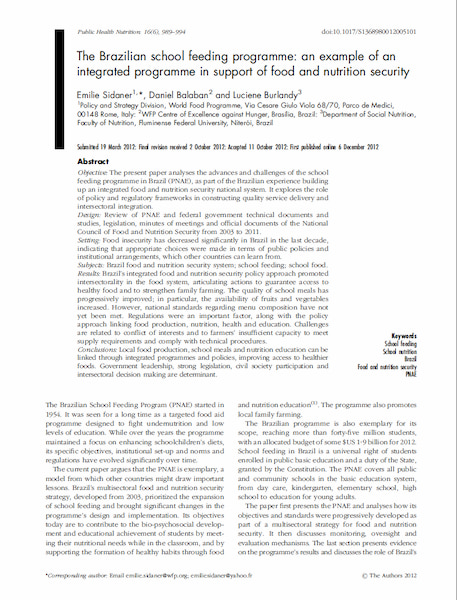 Public Health Nutrition: 16(6), 989–994
doi:10.1017/S1368980012005101
The Brazilian school feeding programme: an example of an
integrated programme in support of food and nutrition security
Emilie Sidaner1,*, Daniel Balaban2 and Luciene Burlandy3
1Policy and Strategy Division, World Food Programme, Via Cesare Giulo Viola 68/70, Parco de Medici,
00148 Rome, Italy: 2WFP Centre of Excellence against Hunger, Brasília, Brazil: 3Department of Social Nutrition,
Faculty of Nutrition, Fluminense Federal University, Niterói, Brazil
Submitted 19 March 2012: Final revision received 2 October 2012: Accepted 11 October 2012: First published online 6 December 2012
Abstract
Objective: The present paper analyses the advances and challenges of the school
feeding programme in Brazil (PNAE), as part of the Brazilian experience building
up an integrated food and nutrition security national system. It explores the role
of policy and regulatory frameworks in constructing quality service delivery and
intersectoral integration.
Design: Review of PNAE and federal government technical documents and
studies, legislation, minutes of meetings and official documents of the National
Council of Food and Nutrition Security from 2003 to 2011.
Setting: Food insecurity has decreased significantly in Brazil in the last decade,
indicating that appropriate choices were made in terms of public policies and
institutional arrangements, which other countries can learn from.
Subjects: Brazil food and nutrition security system; school feeding; school food.
Results: Brazil's integrated food and nutrition security policy approach promoted
intersectorality in the food system, articulating actions to guarantee access to
healthy food and to strengthen family farming. The quality of school meals has
progressively improved; in particular, the availability of fruits and vegetables
increased. However, national standards regarding menu composition have not
yet been met. Regulations were an important factor, along with the policy
approach linking food production, nutrition, health and education. Challenges
are related to conflict of interests and to farmers' insufficient capacity to meet
supply requirements and comply with technical procedures.
Conclusions: Local food production, school meals and nutrition education can be
linked through integrated programmes and policies, improving access to healthier
foods. Government leadership, strong legislation, civil society participation and
intersectoral decision making are determinant.
Keywords
School feeding
School nutrition
Brazil
Food and nutrition security
PNAE
The Brazilian School Feeding Program (PNAE) started in
1954. It was seen for a long time as a targeted food aid
programme designed to fight undernutrition and low
levels of education. While over the years the programme
maintained a focus on enhancing schoolchildren's diets,
its specific objectives, institutional set-up and norms and
regulations have evolved significantly over time.
The current paper argues that the PNAE is exemplary, a
model from which other countries might draw important
lessons. Brazil's multisectoral food and nutrition security
strategy, developed from 2003, prioritized the expansion
of school feeding and brought significant changes in the
programme's design and implementation. Its objectives
today are to contribute to the bio-psychosocial develop-
ment and educational achievement of students by meet-
ing their nutritional needs while in the classroom, and by
supporting the formation of healthy habits through food
and nutrition education(1). The programme also promotes
local family farming.
The Brazilian programme is also exemplary for its
scope, reaching more than forty-five million students,
with an allocated budget of some $US 1·9 billion for 2012.
School feeding in Brazil is a universal right of students
enrolled in public basic education and a duty of the State,
granted by the Constitution. The PNAE covers all public
and community schools in the basic education system,
from day care, kindergarten, elementary school, high
school to education for young adults.
The paper first presents the PNAE and analyses how its
objectives and standards were progressively developed as
part of a multisectoral strategy for food and nutrition
security. It then discusses monitoring, oversight and
evaluation mechanisms. The last section presents evidence
on the programme's results and discusses the role of Brazil's
*Corresponding author: Email emilie.sidaner@wfp.org, emiliesidaner@yahoo.fr
© The Authors 2012